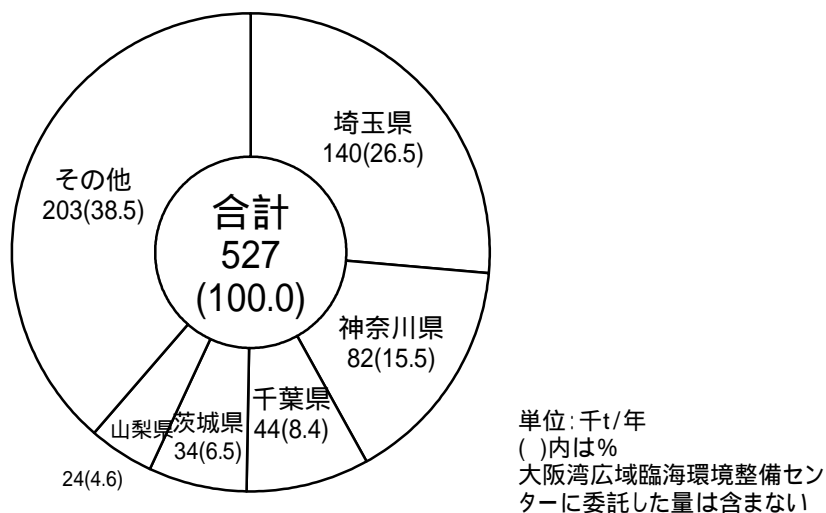 埼玉県
140(26.5)
その他
203(38.5)
合計
527
(100.0)
神奈川県
82(15.5)
千葉県
44(8.4)
茨城県
34(6.5)
山梨県
24(4.6)
単位:千t/年
( )内は%
大阪湾広域臨海環境整備セン
ターに委託した量は含まない